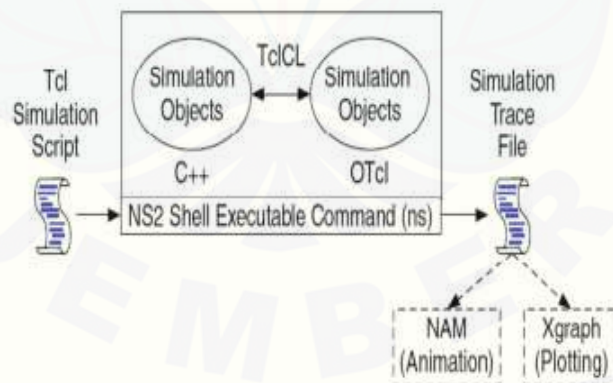 Tcl
Simulation
Script
TclCL
Simulation
Objects
Simulation
Objects
C++
OTcl
NS2 Shell Executable Command (ns)
Simulation
Trace
File
NAM
(Animation)
Xgraph
(Plotting)
EMBER